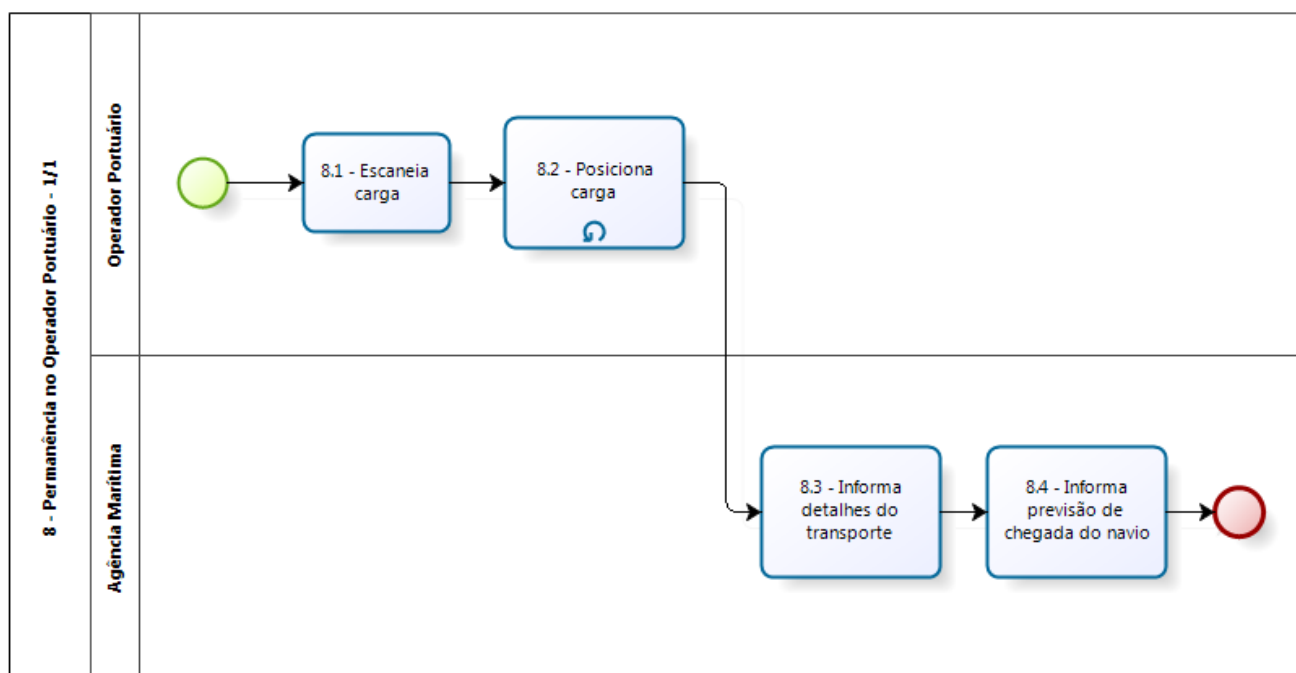 8 - Permanência no Operador Portuário - 1/1
Operador Portuário
8.1 - Escaneia
carga
8.2 - Posiciona
carga
Agência Marítima
8.3 - Informa
detalhes do
transporte
8.4 - Informa
previsão de
chegada do navio